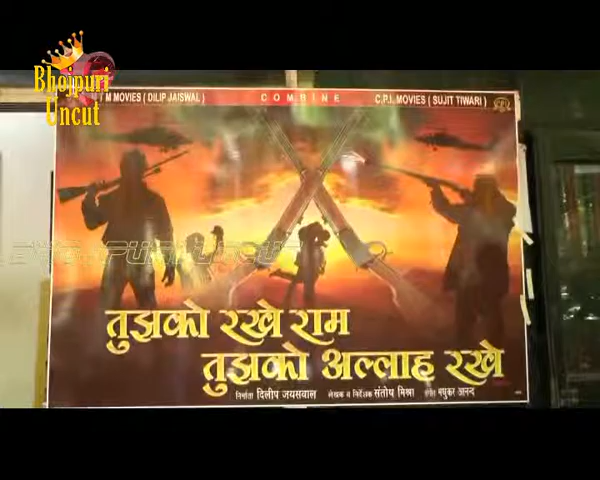 Bhojpuri
Uncut
M MOVIES ( DILIP JAISWAL )
COMBINE
C.P.I. MOVIES ( SUJIT TIWARI )
तुझको रखे राम
तुझको अल्लाह रखे
निर्माता दिलीप जयसवाल लेखक व निर्देशक संतोष मिश्रा संगीत मधुकर आनन्द